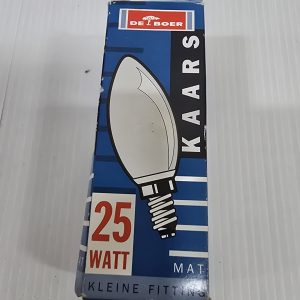 DE BOER
KAARS
25
WATT
MAT
KLEINE FITTING